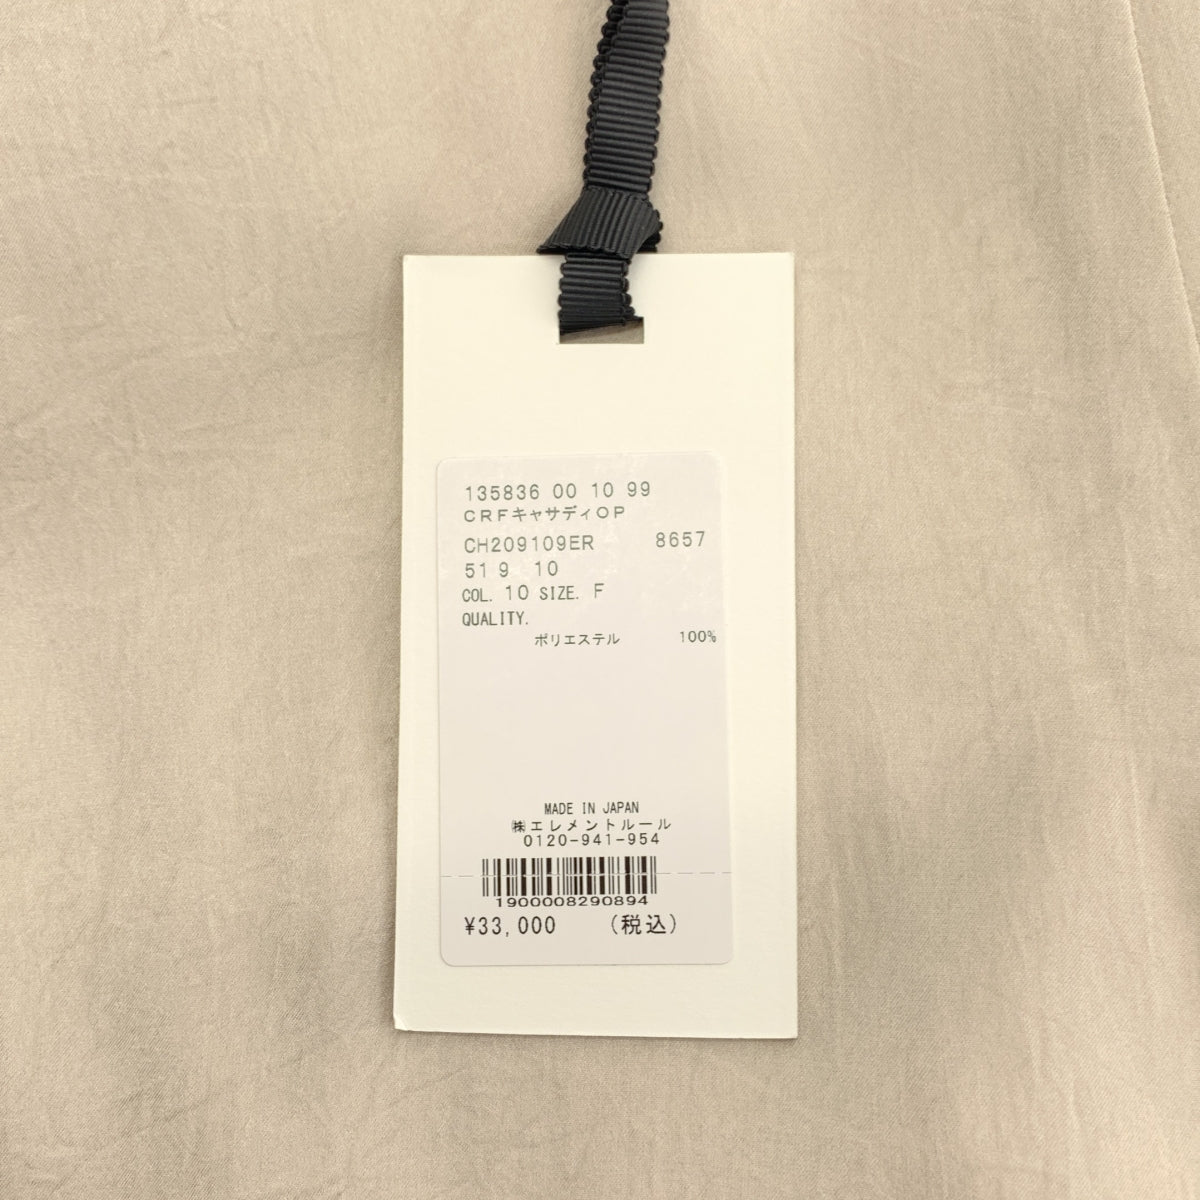 135836 00 10 99
CRFキャサディOP
CH209109ER 8657
51 9 10
COL. 10 SIZE. F
QUALITY.
ポリエステル 100%
MADE IN JAPAN
㈱エレメントルール
0120-941-954
1900008290894
¥33,000 (税込)